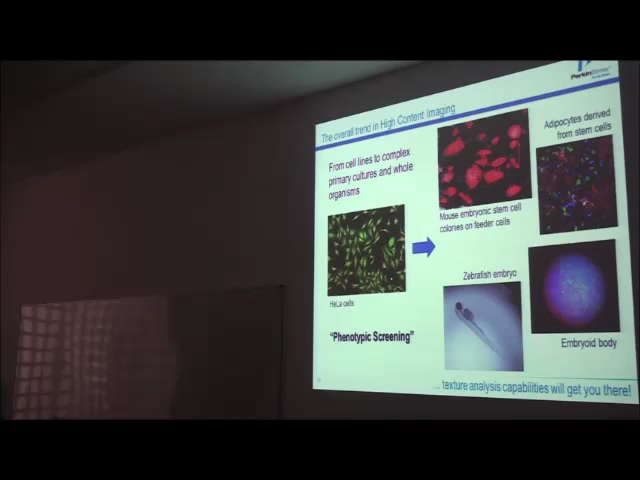 PerkinElmer
The overall trend in High Content Imaging
From cell lines to complex
primary cultures and whole
organisms
Adipocytes derived
from stem cells
Mouse embryonic stem cell
colonies on feeder cells
HeLa cells
Zebrafish embryo
Embryoid body
"Phenotypic Screening"
... texture analysis capabilities will get you there!